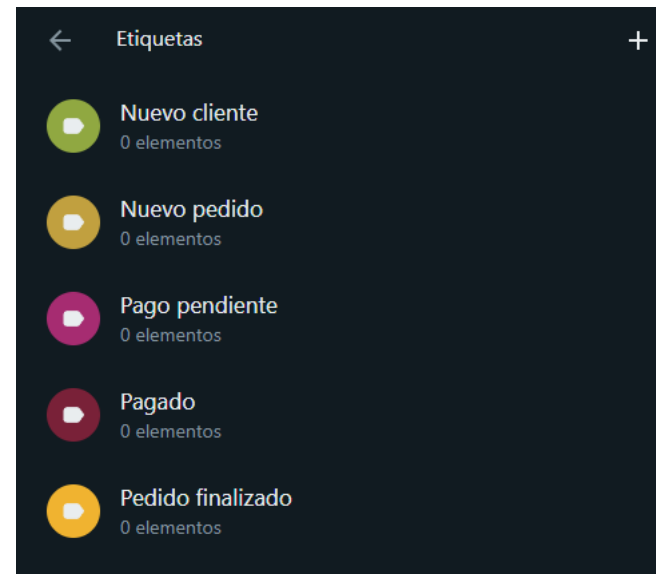 Etiquetas
Nuevo cliente
0 elementos
Nuevo pedido
0 elementos
Pago pendiente
0 elementos
Pagado
0 elementos
Pedido finalizado
0 elementos